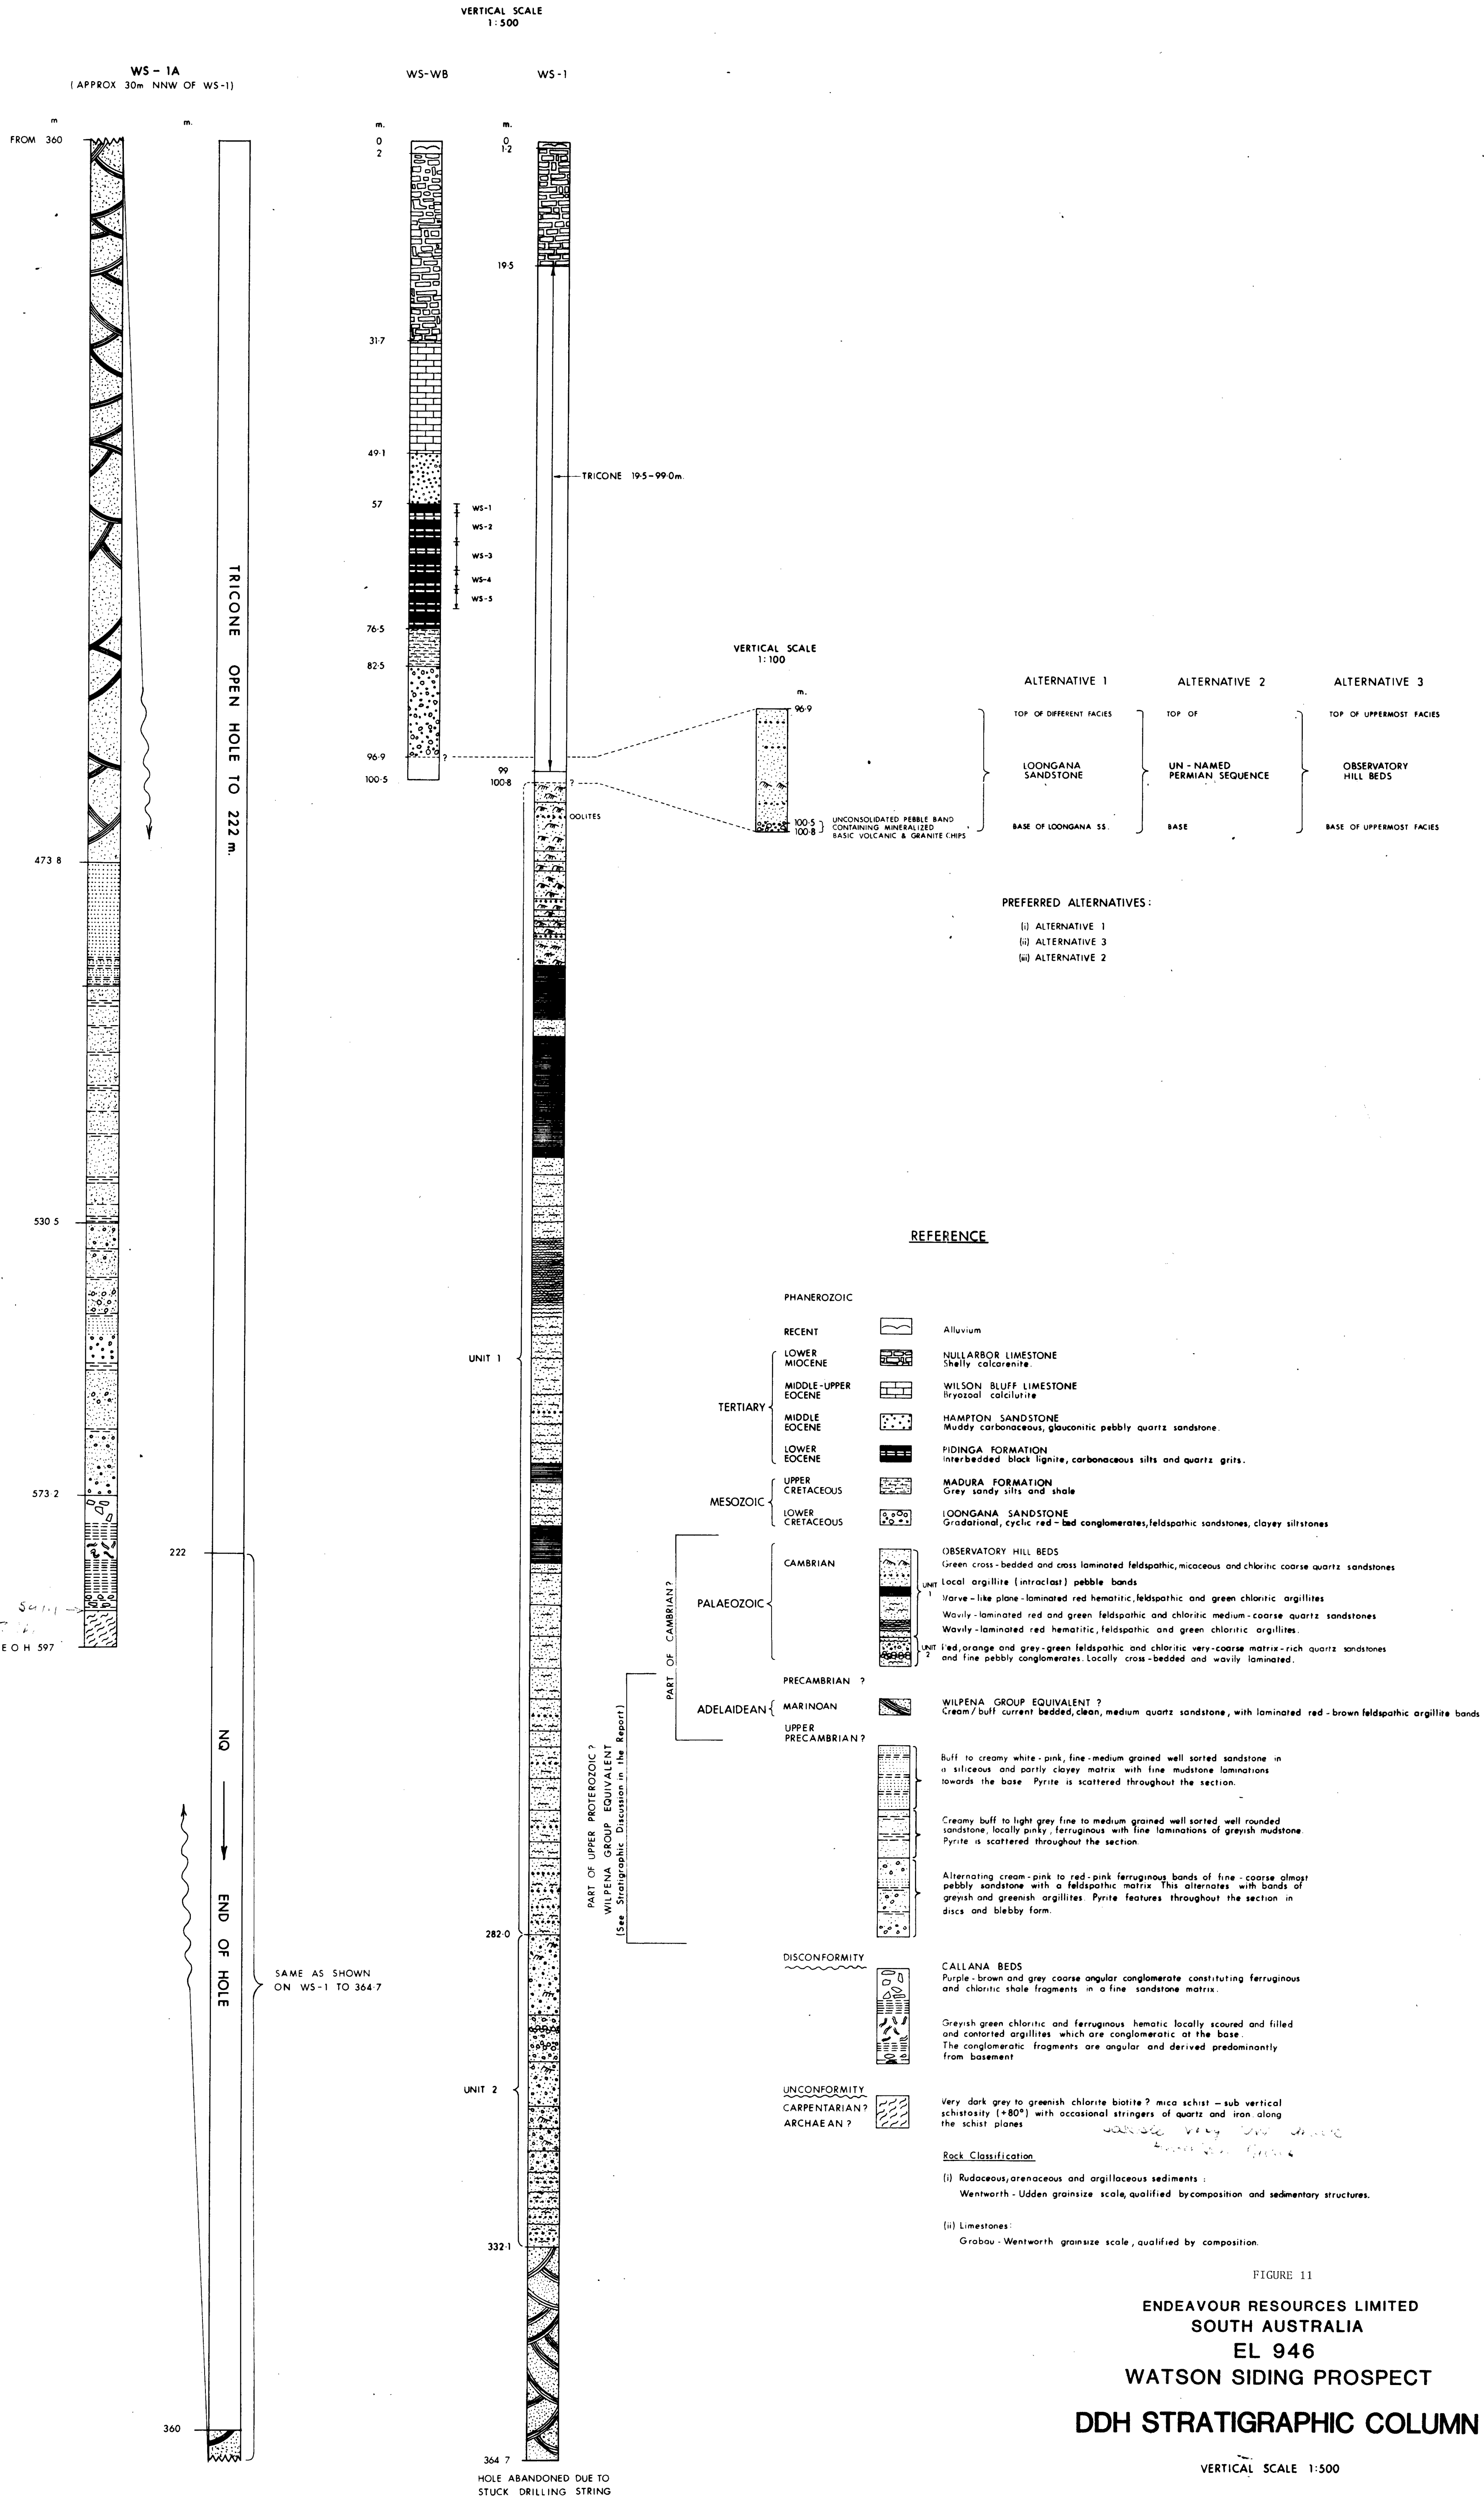 VERTICAL SCALE
1:500
WS - 1A
(APPROX 30m NNW OF WS-1)
WS-WB
WS-1
m
m.
m.
m.
FROM 360
473 8
530 5
573 2
E O H 597
TRICONE OPEN HOLE TO 222 m.
222
NQ
END OF HOLE
360
SAME AS SHOWN
ON WS-1 TO 364·7
0
2
31·7
49·1
57
76·5
82·5
96·9
100·5
?
WS-1
WS-2
WS-3
WS-4
WS-5
0
1·2
19·5
TRICONE 19·5-99·0m.
99
100·8
?
OOLITES
UNIT 1
282·0
UNIT 2
332·1
364 7
HOLE ABANDONED DUE TO
STUCK DRILLING STRING
VERTICAL SCALE
1:100
m.
96·9
100·5
100·8
UNCONSOLIDATED PEBBLE BAND
CONTAINING MINERALIZED
BASIC VOLCANIC & GRANITE CHIPS
ALTERNATIVE 1
ALTERNATIVE 2
ALTERNATIVE 3
TOP OF DIFFERENT FACIES
TOP OF
TOP OF UPPERMOST FACIES
LOONGANA
SANDSTONE
UN - NAMED
PERMIAN SEQUENCE
OBSERVATORY
HILL BEDS
BASE OF LOONGANA SS.
BASE
BASE OF UPPERMOST FACIES
PREFERRED ALTERNATIVES:
(i) ALTERNATIVE 1
(ii) ALTERNATIVE 3
(iii) ALTERNATIVE 2
REFERENCE
PHANEROZOIC
RECENT
Alluvium
TERTIARY
LOWER
MIOCENE
NULLARBOR LIMESTONE
Shelly calcarenite.
MIDDLE-UPPER
EOCENE
WILSON BLUFF LIMESTONE
Bryozoal calcilutite
MIDDLE
EOCENE
HAMPTON SANDSTONE
Muddy carbonaceous, glauconitic pebbly quartz sandstone.
LOWER
EOCENE
PIDINGA FORMATION
Interbedded black lignite, carbonaceous silts and quartz grits.
MESOZOIC
UPPER
CRETACEOUS
MADURA FORMATION
Grey sandy silts and shale
LOWER
CRETACEOUS
LOONGANA SANDSTONE
Gradational, cyclic red - bed conglomerates, feldspathic sandstones, clayey siltstones
PART OF CAMBRIAN?
PALAEOZOIC
CAMBRIAN
OBSERVATORY HILL BEDS
Green cross - bedded and cross laminated feldspathic, micaceous and chloritic coarse quartz sandstones
UNIT
1
Local argillite (intraclast) pebble bands
Varve - like plane - laminated red hematitic, feldspathic and green chloritic argillites
Wavily - laminated red and green feldspathic and chloritic medium - coarse quartz sandstones
Wavily - laminated red hematitic, feldspathic and green chloritic argillites.
UNIT
2
Red, orange and grey - green feldspathic and chloritic very - coarse matrix - rich quartz sandstones
and fine pebbly conglomerates. Locally cross - bedded and wavily laminated.
PART OF UPPER PROTEROZOIC?
WILPENA GROUP EQUIVALENT
(See Stratigraphic Discussion in the Report)
PRECAMBRIAN ?
ADELAIDEAN
MARINOAN
WILPENA GROUP EQUIVALENT ?
Cream / buff current bedded, clean, medium quartz sandstone, with laminated red - brown feldspathic argillite bands
UPPER
PRECAMBRIAN ?
Buff to creamy white - pink, fine - medium grained well sorted sandstone in
a siliceous and partly clayey matrix with fine mudstone laminations
towards the base Pyrite is scattered throughout the section.
Creamy buff to light grey fine to medium grained well sorted well rounded
sandstone, locally pinky, ferruginous with fine laminations of greyish mudstone.
Pyrite is scattered throughout the section.
Alternating cream - pink to red - pink ferruginous bands of fine - coarse almost
pebbly sandstone with a feldspathic matrix This alternates with bands of
greyish and greenish argillites. Pyrite features throughout the section in
discs and blebby form.
DISCONFORMITY
CALLANA BEDS
Purple - brown and grey coarse angular conglomerate constituting ferruginous
and chloritic shale fragments in a fine sandstone matrix.
Greyish green chloritic and ferruginous hematic locally scoured and filled
and contorted argillites which are conglomeratic at the base.
The conglomeratic fragments are angular and derived predominantly
from basement
UNCONFORMITY
CARPENTARIAN ?
ARCHAEAN ?
Very dark grey to greenish chlorite biotite ? mica schist - sub vertical
schistosity (+80°) with occasional stringers of quartz and iron along
the schist planes
Rock Classification
(i) Rudaceous, arenaceous and argillaceous sediments :
Wentworth - Udden grainsize scale, qualified by composition and sedimentary structures.
(ii) Limestones:
Grabau - Wentworth grainsize scale, qualified by composition.
FIGURE 11
ENDEAVOUR RESOURCES LIMITED
SOUTH AUSTRALIA
EL 946
WATSON SIDING PROSPECT
DDH STRATIGRAPHIC COLUMN
VERTICAL SCALE 1:500